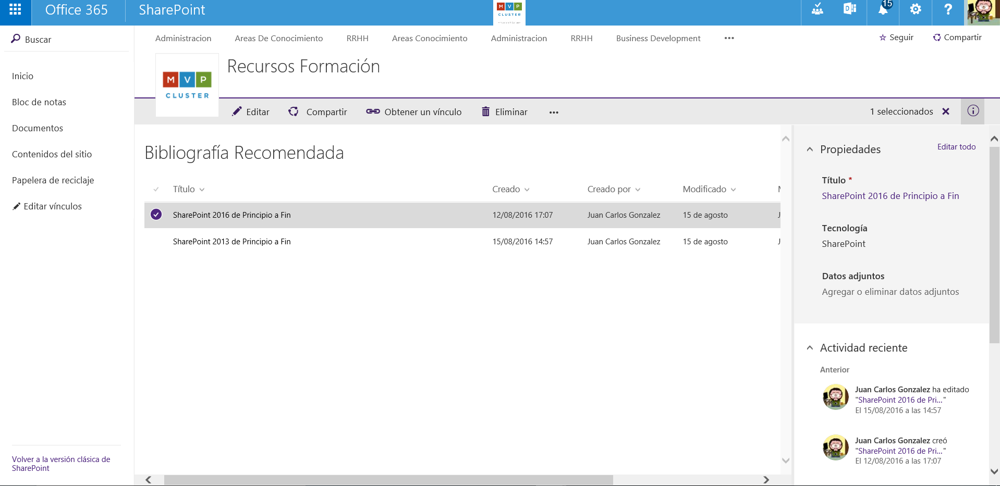 Office 365
SharePoint
M V P
CLUSTER
15
?
Buscar
Administracion
Areas De Conocimiento
RRHH
Areas Conocimiento
Administracion
RRHH
Business Development
Seguir
Compartir
Inicio
Bloc de notas
Documentos
Contenidos del sitio
Papelera de reciclaje
Editar vínculos
Volver a la versión clásica de
SharePoint
M V P
CLUSTER
Recursos Formación
Editar
Compartir
Obtener un vínculo
Eliminar
1 seleccionados
Bibliografía Recomendada
Título Creado Creado por Modificado
SharePoint 2016 de Principio a Fin 12/08/2016 17:07 Juan Carlos Gonzalez 15 de agosto
SharePoint 2013 de Principio a Fin 15/08/2016 14:57 Juan Carlos Gonzalez 15 de agosto
Propiedades
Editar todo
Título *
SharePoint 2016 de Principio a Fin
Tecnología
SharePoint
Datos adjuntos
Agregar o eliminar datos adjuntos
Actividad reciente
Anterior
Juan Carlos Gonzalez ha editado
"SharePoint 2016 de Pri..."
El 15/08/2016 a las 14:57
Juan Carlos Gonzalez creó
"SharePoint 2016 de Pri..."
El 12/08/2016 a las 17:07